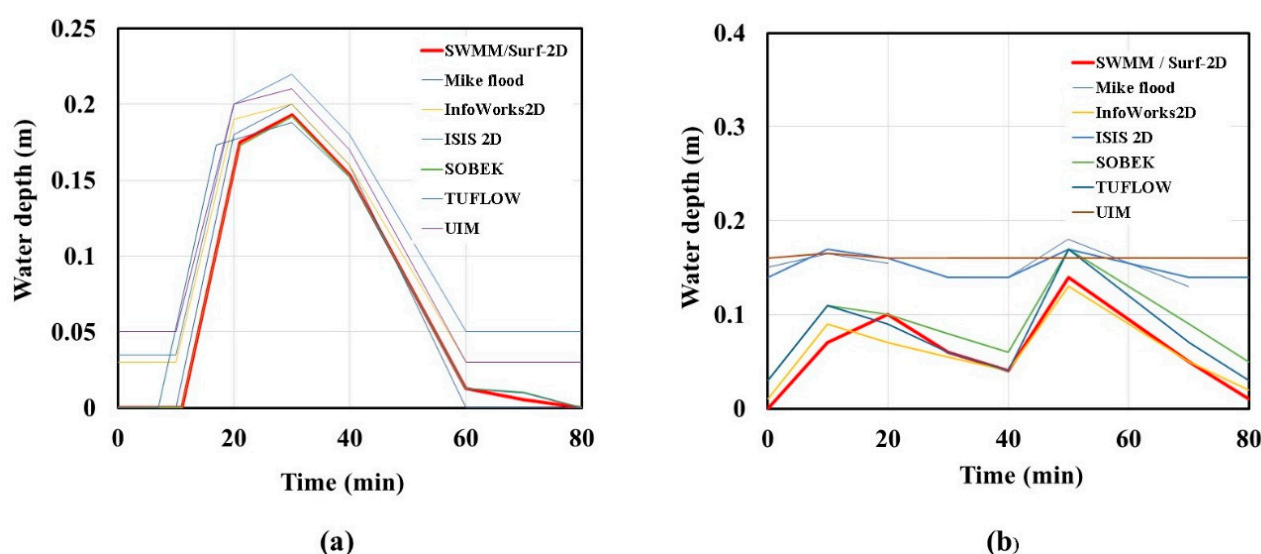 0.25
0.2
0.15
0.1
0.05
0
Water depth (m)
0
20
40
60
80
Time (min)
SWMM/Surf-2D
Mike flood
InfoWorks2D
ISIS 2D
SOBEK
TUFLOW
UIM
(a)
0.4
0.3
0.2
0.1
0
Water depth (m)
0
20
40
60
80
Time (min)
SWMM / Surf-2D
Mike flood
InfoWorks2D
ISIS 2D
SOBEK
TUFLOW
UIM
(b)